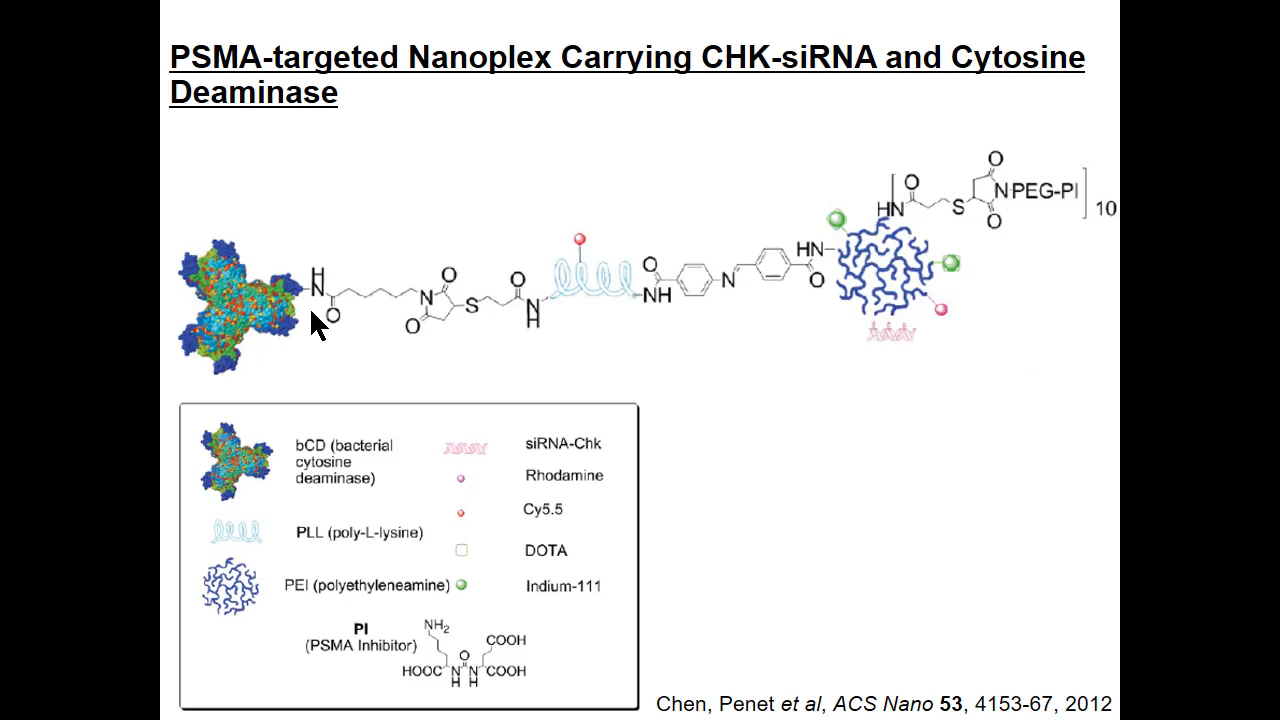 PSMA-targeted Nanoplex Carrying CHK-siRNA and Cytosine
Deaminase
O
HN
O
S
O
N-PEG-PI
O
10
H
N
O
N
O
O
S
O
N
H
O
NH
N
HN
O
bCD (bacterial
cytosine
deaminase)
PLL (poly-L-lysine)
PEI (polyethyleneamine)
siRNA-Chk
Rhodamine
Cy5.5
DOTA
Indium-111
PI
(PSMA Inhibitor)
NH2
COOH
O
HOOC
N
H
N
H
COOH
Chen, Penet et al, ACS Nano 53, 4153-67, 2012